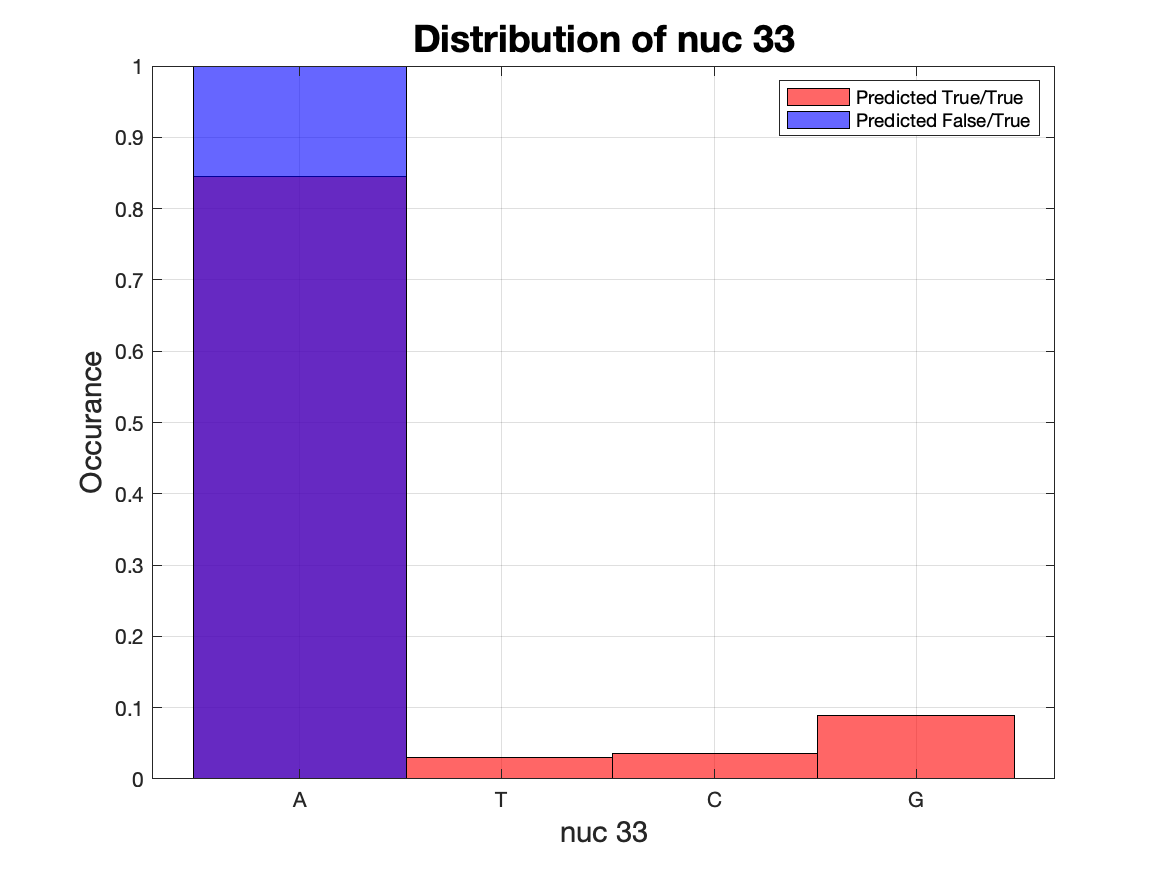 Distribution of nuc 33
Predicted True/True
Predicted False/True
Occurance
1
0.9
0.8
0.7
0.6
0.5
0.4
0.3
0.2
0.1
0
A T C G
nuc 33